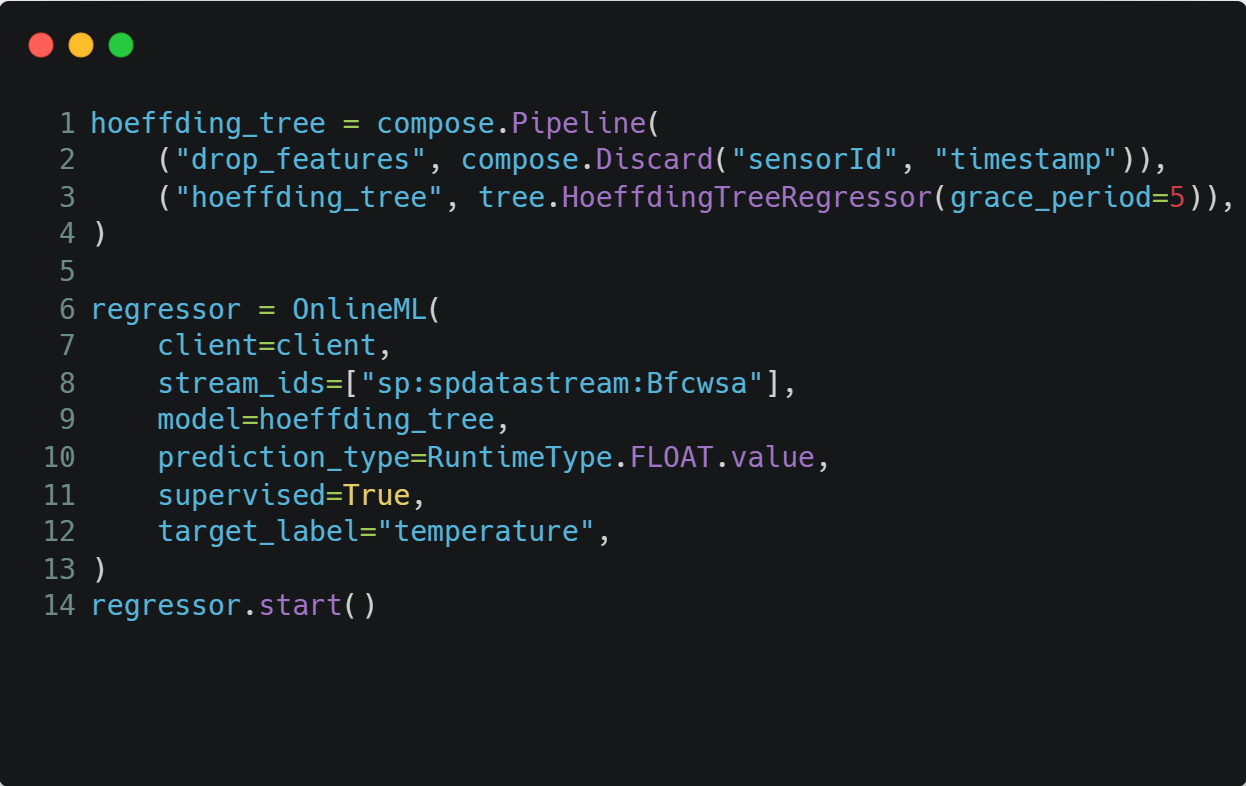 1 hoeffding_tree = compose.Pipeline(
2     ("drop_features", compose.Discard("sensorId", "timestamp")),
3     ("hoeffding_tree", tree.HoeffdingTreeRegressor(grace_period=5)),
4 )
5
6 regressor = OnlineML(
7     client=client,
8     stream_ids=["sp:spdatastream:Bfcwsa"],
9     model=hoeffding_tree,
10     prediction_type=RuntimeType.FLOAT.value,
11     supervised=True,
12     target_label="temperature",
13 )
14 regressor.start()